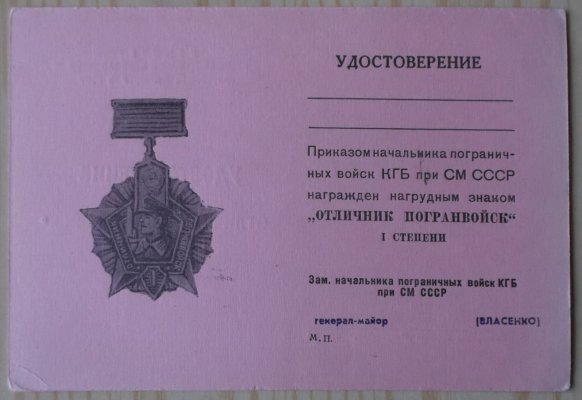 УДОСТОВЕРЕНИЕ
Приказом начальника погранич-
ных войск КГБ при СМ СССР
награжден нагрудным знаком
„ОТЛИЧНИК ПОГРАНВОЙСК“
I СТЕПЕНИ
Зам. начальника пограничных войск КГБ
при СМ СССР
генерал-майор (ВЛАСЕНКО)
М.П.